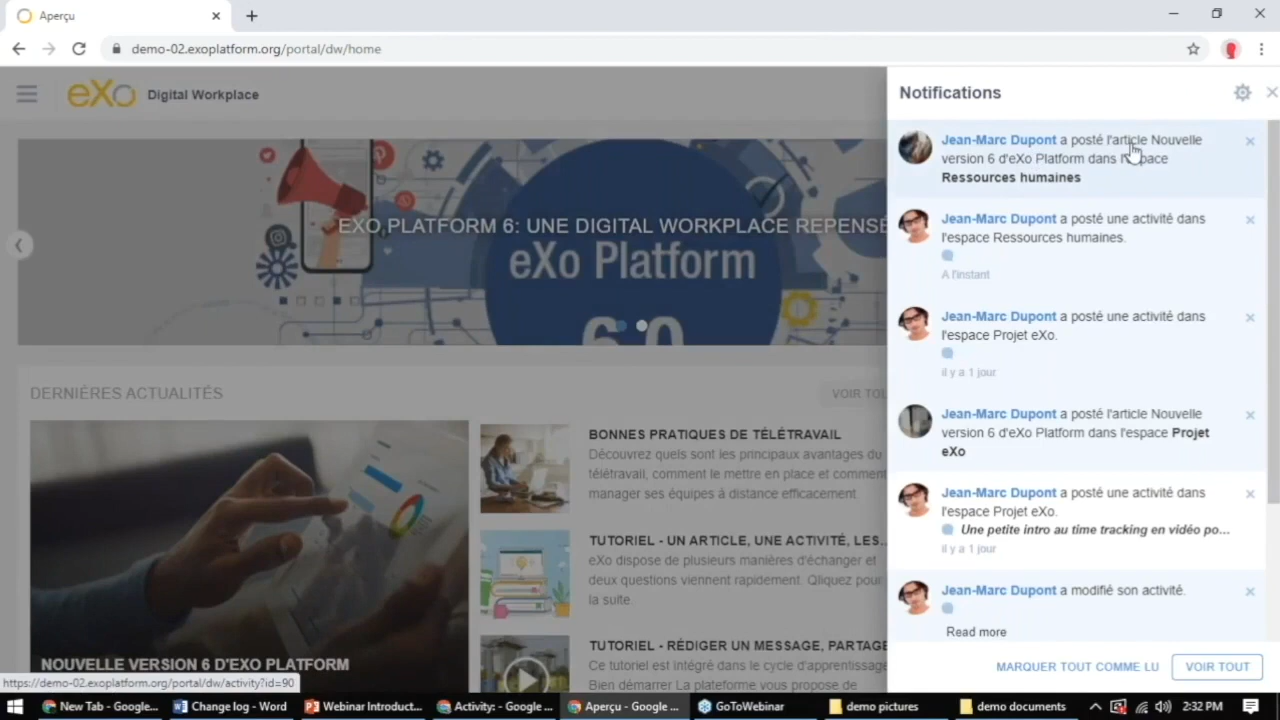 Aperçu
demo-02.exoplatform.org/portal/dw/home
eXo Digital Workplace
EXO PLATFORM 6: UNE DIGITAL WORKPLACE REPENSÉ
eXo Platform
6.0
DERNIÉRES ACTUALITÉS
VOIR TOU
NOUVELLE VERSION 6 D'EXO PLATFORM
BONNES PRATIQUES DE TÉLÉTRAVAIL
Découvrez quels sont les principaux avantages du
télétravail, comment le mettre en place et comment
manager ses équipes à distance efficacement
TUTORIEL - UN ARTICLE, UNE ACTIVITÉ, LES...
eXo dispose de plusieurs manières d'échanger et
deux questions viennent rapidement. Qliquez pour
la suite.
TUTORIEL - RÉDIGER UN MESSAGE, PARTAGE
Ce tutoriel est intégré dans le cycle d'apprentissage
Bien démarrer La plateforme vous propose de
Notifications
Jean-Marc Dupont a posté l'article Nouvelle
version 6 d'eXo Platform dans l'espace
Ressources humaines
Jean-Marc Dupont a posté une activité dans
l'espace Ressources humaines.
A l'instant
Jean-Marc Dupont a posté une activité dans
l'espace Projet eXo.
il y a 1 jour
Jean-Marc Dupont a posté l'article Nouvelle
version 6 d'eXo Platform dans l'espace Projet
eXo
Jean-Marc Dupont a posté une activité dans
l'espace Projet eXo.
Une petite intro au time tracking en vidéo po...
il y a 1 jour
Jean-Marc Dupont a modifié son activité.
Read more
MARQUER TOUT COMME LU
VOIR TOUT
https://demo-02.exoplatform.org/portal/dw/activity?id=90
New Tab - Google...
Change log - Word
Webinar Introduct...
Activity: - Google ...
Aperçu - Google ...
GoToWebinar
demo pictures
demo documents
2:32 PM